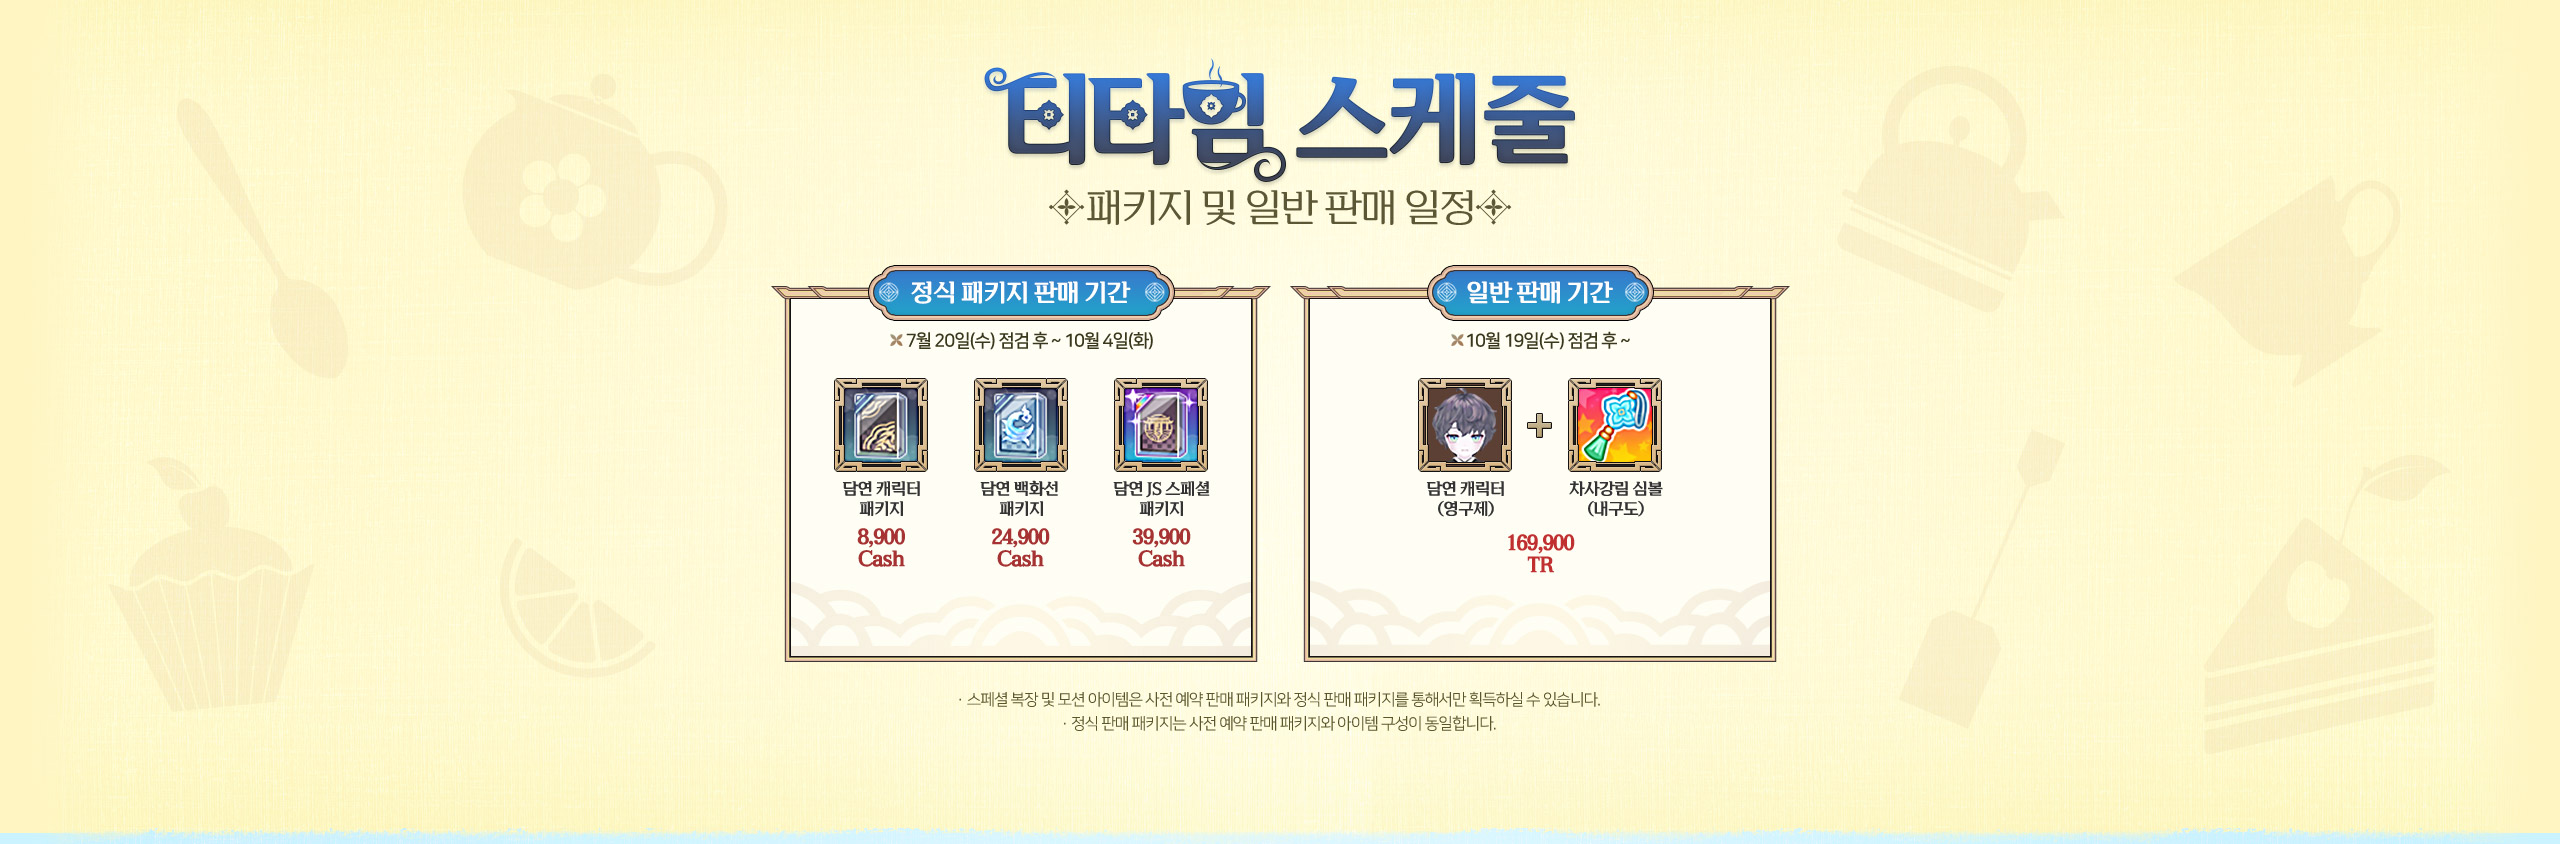 티타임 스케줄
패키지 및 일반 판매 일정
정식 패키지 판매 기간
7월 20일(수) 점검 후 ~ 10월 4일(화)
담연 캐릭터
패키지
8,900
Cash
담연 백화선
패키지
24,900
Cash
담연 JS 스페셜
패키지
39,900
Cash
일반 판매 기간
10월 19일(수) 점검 후 ~
담연 캐릭터
(영구제)
+
차사강림 심볼
(내구도)
169,900
TR
· 스페셜 복장 및 모션 아이템은 사전 예약 판매 패키지와 정식 판매 패키지를 통해서만 획득하실 수 있습니다.
· 정식 판매 패키지는 사전 예약 판매 패키지와 아이템 구성이 동일합니다.